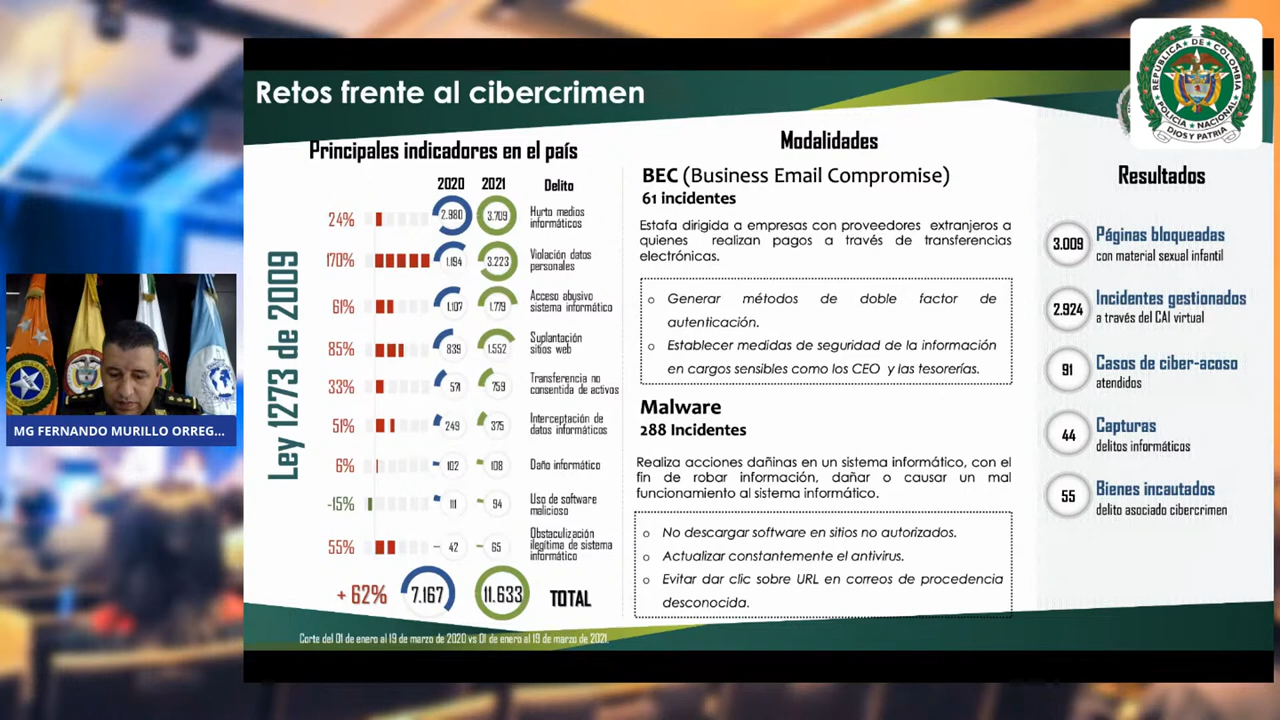 Retos frente al cibercrimen
REPÚBLICA DE COLOMBIA
POLICÍA NACIONAL
DIOS Y PATRIA
Principales indicadores en el país
2020 2021 Delito
Ley 1273 de 2009
24% 2.980 3.709 Hurto medios
informáticos
170% 1.194 3.223 Violación datos
personales
61% 1.107 1.779 Acceso abusivo
sistema informático
85% 839 1.552 Suplantación
sitios web
33% 571 759 Transferencia no
consentida de activos
51% 249 375 Interceptación de
datos informáticos
6% 102 108 Daño informático
-15% 111 94 Uso de software
malicioso
55% 42 65 Obstaculización
ilegítima de sistema
informático
+ 62% 7.167 11.633 TOTAL
Corte del 01 de enero al 19 de marzo de 2020 vs 01 de enero al 19 de marzo de 2021.
Modalidades
BEC (Business Email Compromise)
61 incidentes
Estafa dirigida a empresas con proveedores extranjeros a
quienes realizan pagos a través de transferencias
electrónicas.
o Generar métodos de doble factor de
autenticación.
o Establecer medidas de seguridad de la información
en cargos sensibles como los CEO y las tesorerías.
Malware
288 Incidentes
Realiza acciones dañinas en un sistema informático, con el
fin de robar información, dañar o causar un mal
funcionamiento al sistema informático.
o No descargar software en sitios no autorizados.
o Actualizar constantemente el antivirus.
o Evitar dar clic sobre URL en correos de procedencia
desconocida.
Resultados
3.009 Páginas bloqueadas
con material sexual infantil
2.924 Incidentes gestionados
a través del CAI virtual
91 Casos de ciber-acoso
atendidos
44 Capturas
delitos informáticos
55 Bienes incautados
delito asociado cibercrimen
MG FERNANDO MURILLO ORREG...